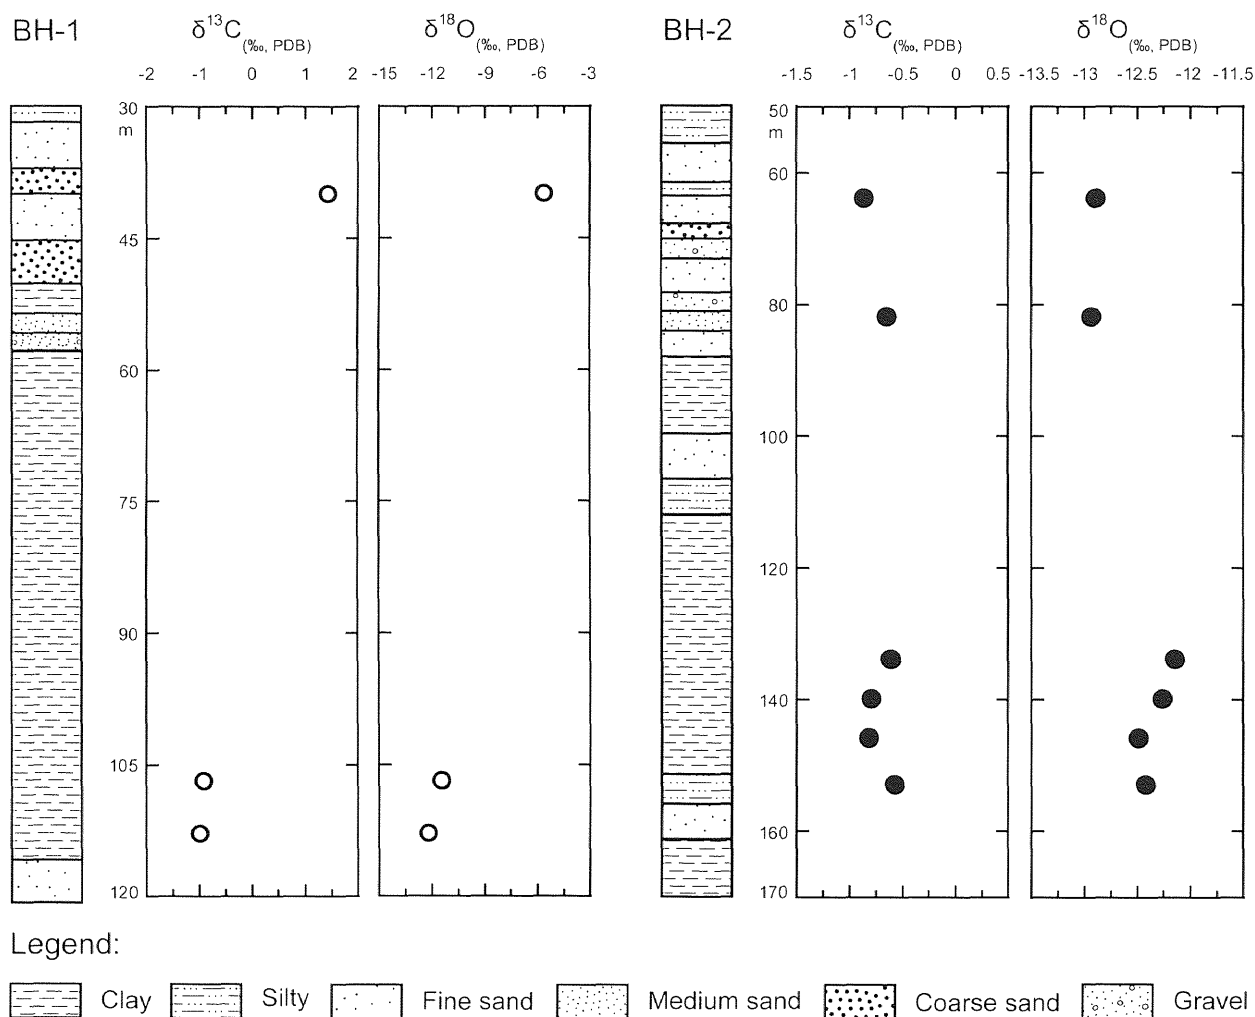 BH-1 δ¹³C (‰, PDB) δ¹⁸O (‰, PDB) BH-2 δ¹³C (‰, PDB) δ¹⁸O (‰, PDB)
-2 -1 0 1 2 -15 -12 -9 -6 -3 -1.5 -1 -0.5 0 0.5 -13.5 -13 -12.5 -12 -11.5
30
m
45
60
75
90
105
120
50
m
60
80
100
120
140
160
170
Legend:
Clay Silty Fine sand Medium sand Coarse sand Gravel